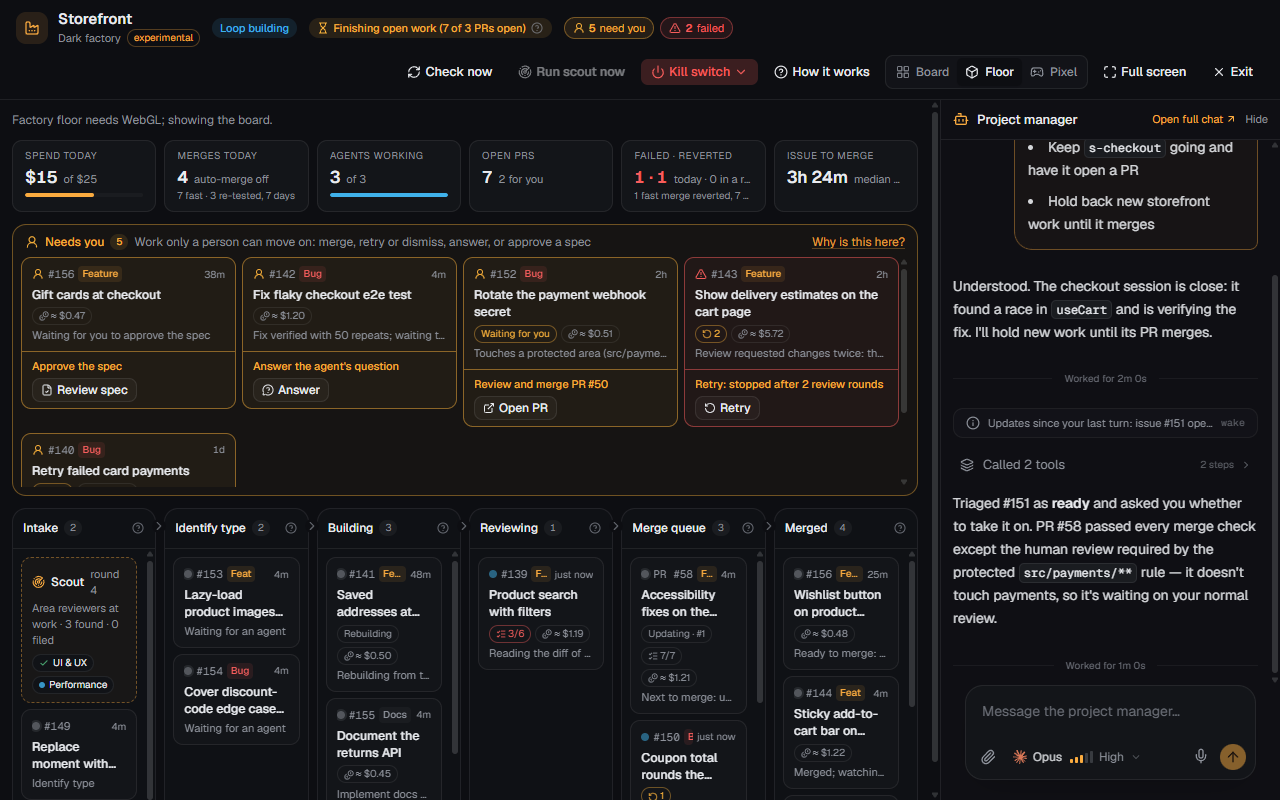 Storefront
Dark factory experimental
Loop building
Finishing open work (7 of 3 PRs open)
5 need you
2 failed
Check now
Run scout now
Kill switch
How it works
Board
Floor
Pixel
Full screen
Exit
Factory floor needs WebGL; showing the board.
SPEND TODAY
$15 of $25
MERGES TODAY
4 auto-merge off
7 fast · 3 re-tested, 7 days
AGENTS WORKING
3 of 3
OPEN PRS
7 2 for you
FAILED · REVERTED
1 · 1 today · 0 in a r...
1 fast merge reverted, 7 ...
ISSUE TO MERGE
3h 24m median ...
Needs you 5 Work only a person can move on: merge, retry or dismiss, answer, or approve a spec
Why is this here?
#156 Feature 38m
Gift cards at checkout
≈ $0.47
Waiting for you to approve the spec
Approve the spec
Review spec
#142 Bug 4m
Fix flaky checkout e2e test
≈ $1.20
Fix verified with 50 repeats; waiting t...
Answer the agent's question
Answer
#152 Bug 2h
Rotate the payment webhook
secret
Waiting for you ≈ $0.51
Touches a protected area (src/payme...
Review and merge PR #50
Open PR
#143 Feature 2h
Show delivery estimates on the
cart page
2 ≈ $5.72
Review requested changes twice: th...
Retry: stopped after 2 review rounds
Retry
#140 Bug 1d
Retry failed card payments
Intake 2
Scout round
4
Area reviewers at
work · 3 found · 0
filed
UI & UX
Performance
#149 4m
Replace
moment with...
Identify type
Identify type 2
#153 Feat 4m
Lazy-load
product images...
Waiting for an agent
#154 Bug 4m
Cover discount-
code edge case...
Waiting for an agent
Building 3
#141 Fe... 48m
Saved
addresses at...
Rebuilding
≈ $0.50
Rebuilding from t...
#155 Docs 4m
Document the
returns API
≈ $0.45
Implement docs ...
Reviewing 1
#139 F... just now
Product search
with filters
3/6 ≈ $1.19
Reading the diff of ...
Merge queue 3
PR #58 F... 4m
Accessibility
fixes on the...
Updating · #1
7/7
≈ $1.21
Next to merge: u...
#150 just now
Coupon total
rounds the...
1
Merged 4
#156 Fe... 25m
Wishlist button
on product...
≈ $0.48
Ready to merge: ...
#144 Feat 4m
Sticky add-to-
cart bar on...
≈ $1.22
Merged; watchin...
Project manager
Open full chat ↗ Hide
• Keep s-checkout going and
have it open a PR
• Hold back new storefront
work until it merges
Understood. The checkout session is close: it
found a race in useCart and is verifying the
fix. I'll hold new work until its PR merges.
Worked for 2m 0s
Updates since your last turn: issue #151 ope... wake
Called 2 tools 2 steps
Triaged #151 as ready and asked you whether
to take it on. PR #58 passed every merge check
except the human review required by the
protected src/payments/** rule — it doesn't
touch payments, so it's waiting on your normal
review.
Worked for 1m 0s
Message the project manager...
Opus High